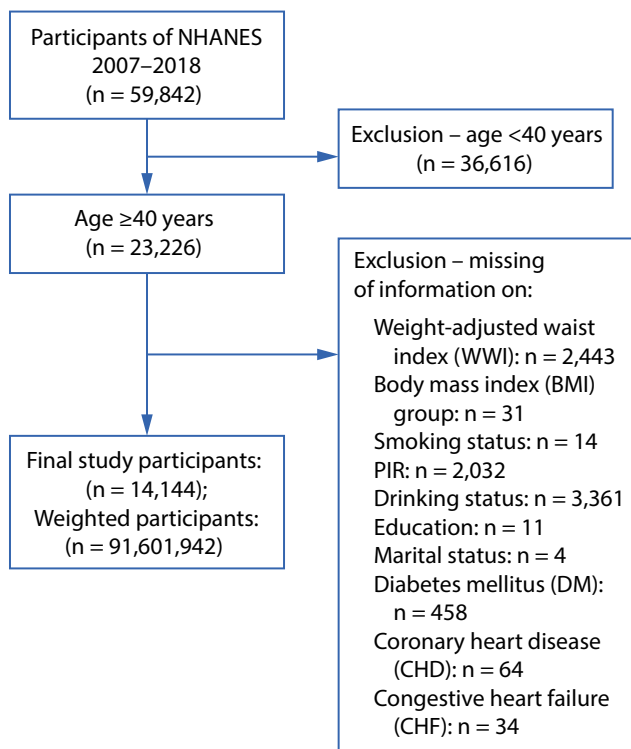 Participants of NHANES
2007–2018
(n = 59,842)
Exclusion – age <40 years
(n = 36,616)
Age ≥40 years
(n = 23,226)
Exclusion – missing
of information on:
Weight-adjusted waist
index (WWI): n = 2,443
Body mass index (BMI)
group: n = 31
Smoking status: n = 14
PIR: n = 2,032
Drinking status: n = 3,361
Education: n = 11
Marital status: n = 4
Diabetes mellitus (DM):
n = 458
Coronary heart disease
(CHD): n = 64
Congestive heart failure
(CHF): n = 34
Final study participants:
(n = 14,144);
Weighted participants:
(n = 91,601,942)